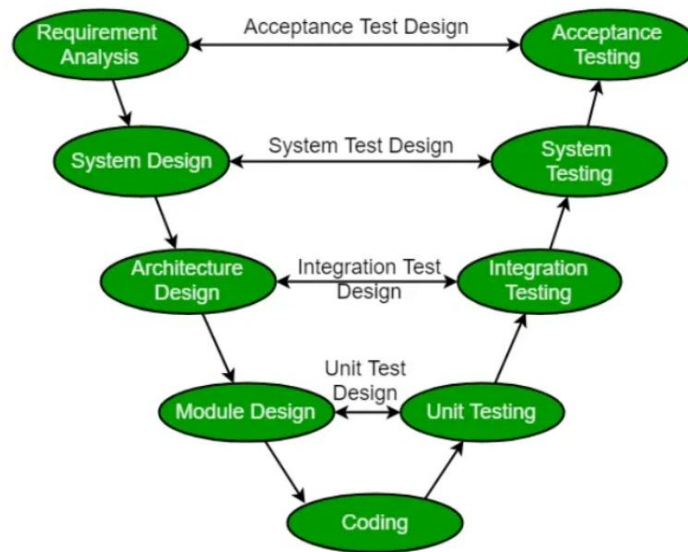 Requirement
Analysis
Acceptance Test Design
Acceptance
Testing
System Design
System Test Design
System
Testing
Architecture
Design
Integration Test
Design
Integration
Testing
Module Design
Unit Test
Design
Unit Testing
Coding